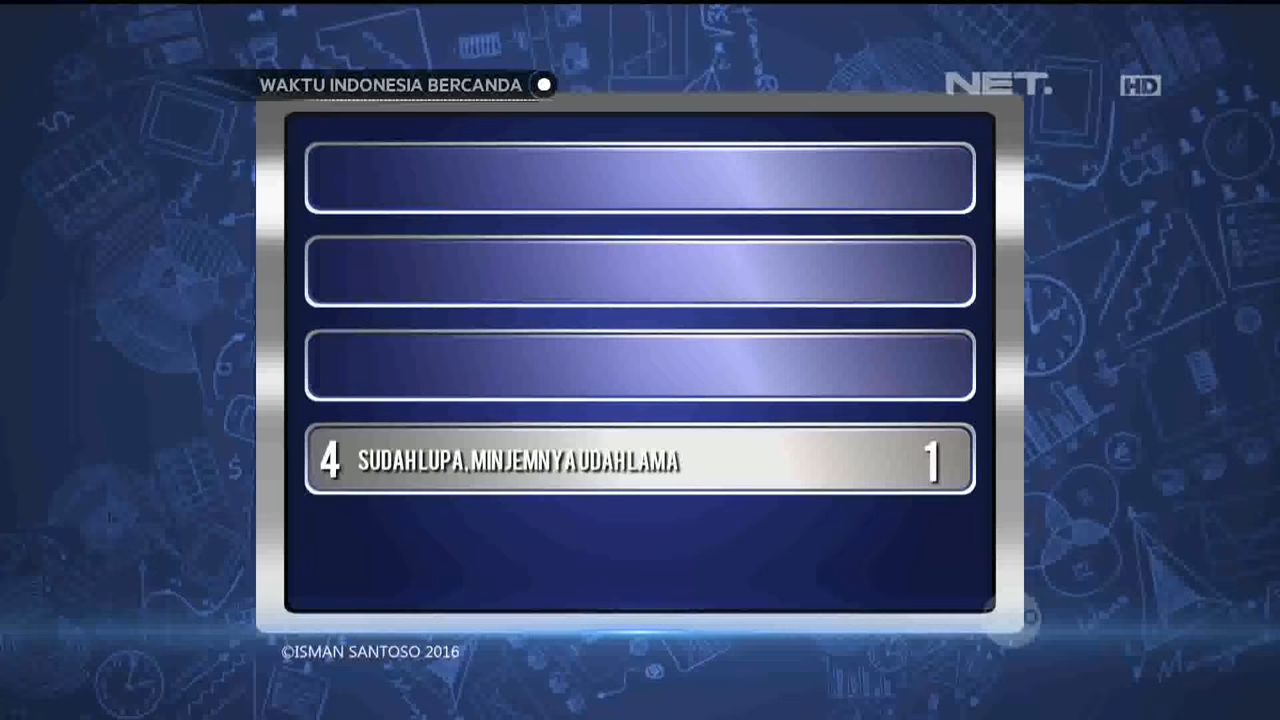 WAKTU INDONESIA BERCANDA
NET.
HD
4 SUDAH LUPA, MINJEMNYA UDAH LAMA 1
©ISMAN SANTOSO 2016